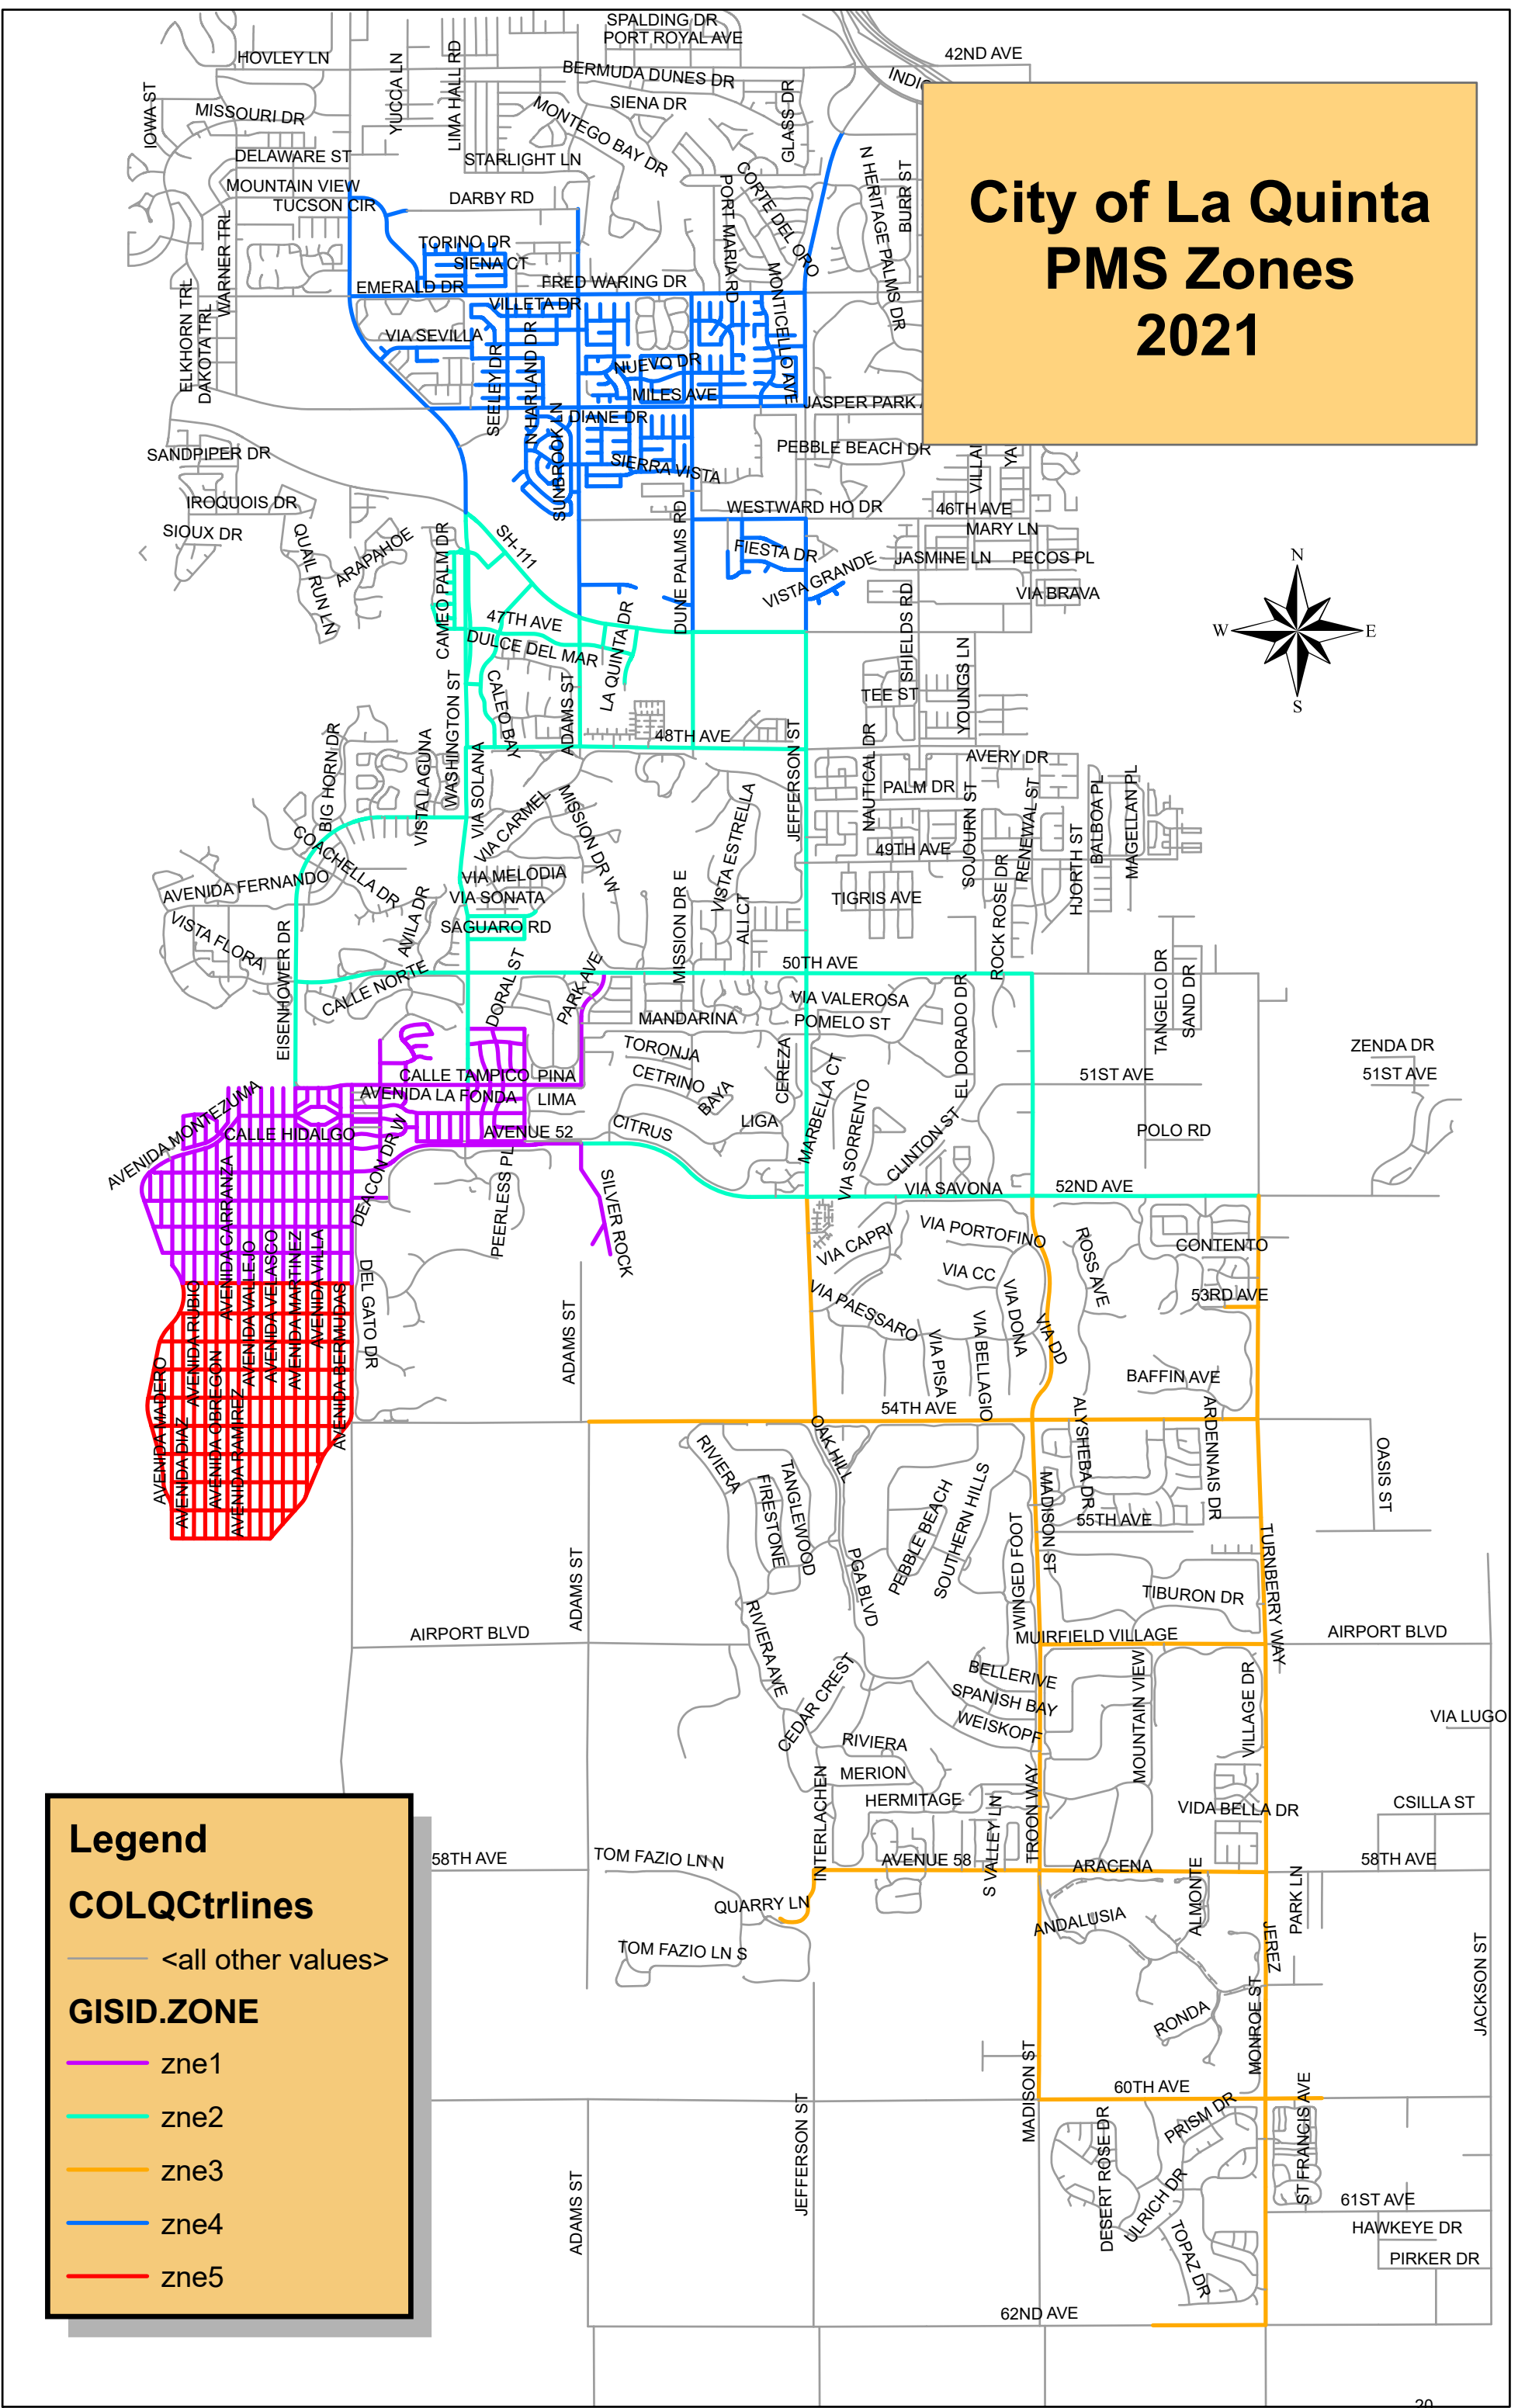 SPALDING DR
PORT ROYAL AVE
42ND AVE
HOVLEY LN
BERMUDA DUNES DR
YUCCA LN
LIMA HALL RD
IOWA ST
MISSOURI DR
SIENA DR
MONTEGO BAY DR
GLASS DR
DELAWARE ST
STARLIGHT LN
MOUNTAIN VIEW
TUCSON CIR
DARBY RD
PORT MARIA RD
CORTE DEL ORO
N HERITAGE PALMS DR
BURR ST
City of La Quinta
PMS Zones
2021
WARNER TRL
TORINO DR
SIENA CT
EMERALD DR
FRED WARING DR
VILLETA DR
ELKHORN TRL
DAKOTA TRL
VIA SEVILLA
SEELEY DR
N HARLAND DR
NUEVO DR
MONTICELLO AVE
MILES AVE
JASPER PARK
DIANE DR
SUNBROOK LN
SANDPIPER DR
SIERRA VISTA
PEBBLE BEACH DR
IROQUOIS DR
SIOUX DR
QUAIL RUN LN
ARAPAHOE
CAMEO PALM DR
SH-111
DUNE PALMS RD
WESTWARD HO DR
46TH AVE
MARY LN
FIESTA DR
JASMINE LN
PECOS PL
VISTA GRANDE
VIA BRAVA
N
W
E
S
47TH AVE
DULCE DEL MAR
LA QUINTA DR
SHIELDS RD
YOUNGS LN
TEE ST
WASHINGTON ST
CALEO BAY
ADAMS ST
48TH AVE
JEFFERSON ST
NAUTICAL DR
AVERY DR
PALM DR
BIG HORN DR
VISTA LAGUNA
VIA SOLANA
VIA CARMEL
MISSION DR W
VISTA ESTRELLA
SOJOURN ST
RENEWAL ST
HJORTH ST
BALBOA PL
MAGELLAN PL
COACHELLA DR
49TH AVE
AVENIDA FERNANDO
VIA MELODIA
VIA SONATA
TIGRIS AVE
ROCK ROSE DR
VISTA FLORA
AVILA DR
SAGUARO RD
MISSION DR E
ALI CT
EISENHOWER DR
CALLE NORTE
DORAL ST
PARK AVE
50TH AVE
TANGELO DR
SAND DR
VIA VALEROSA
EL DORADO DR
MANDARINA
POMELO ST
TORONJA
CETRINO
BAYA
CEREZA
MARBELLA CT
VIA SORRENTO
ZENDA DR
51ST AVE
51ST AVE
CALLE TAMPICO
PINA
AVENIDA LA FONDA
LIMA
AVENIDA MONTEZUMA
CALLE HIDALGO
AVENUE 52
CITRUS
LIGA
CLINTON ST
POLO RD
AVENIDA CARRANZA
DEACON DR W
PEERLESS PL
SILVER ROCK
VIA SAVONA
52ND AVE
VIA CAPRI
VIA PORTOFINO
ROSS AVE
CONTENTO
AVENIDA RUBIO
AVENIDA VALLEJO
AVENIDA VELASCO
AVENIDA MARTINEZ
AVENIDA VILLA
AVENIDA BERMUDAS
DEL GATO DR
VIA CC
VIA PAESSARO
VIA DONA
VIA DD
53RD AVE
AVENIDA MADERO
AVENIDA DIAZ
AVENIDA OBREGON
AVENIDA RAMIREZ
ADAMS ST
VIA PISA
VIA BELLAGIO
BAFFIN AVE
54TH AVE
OAK HILL
ALYSHEBA DR
ARDENNAIS DR
OASIS ST
RIVIERA
FIRESTONE
TANGLEWOOD
PEBBLE BEACH
SOUTHERN HILLS
WINGED FOOT
MADISON ST
55TH AVE
TURNBERRY WAY
ADAMS ST
PGA BLVD
TIBURON DR
RIVIERA AVE
AIRPORT BLVD
MUIRFIELD VILLAGE
AIRPORT BLVD
CEDAR CREST
BELLERIVE
SPANISH BAY
WEISKOPF
MOUNTAIN VIEW
VILLAGE DR
VIA LUGO
RIVIERA
MERION
HERMITAGE
INTERLACHEN
S VALLEY LN
TROON WAY
VIDA BELLA DR
CSILLA ST
58TH AVE
TOM FAZIO LN N
AVENUE 58
ARACENA
58TH AVE
QUARRY LN
ANDALUSIA
ALMONTE
PARK LN
TOM FAZIO LN S
JEREZ
RONDA
MONROE ST
JACKSON ST
MADISON ST
60TH AVE
JEFFERSON ST
DESERT ROSE DR
PRISM DR
ST FRANCIS AVE
ADAMS ST
ULRICH DR
TOPAZ DR
61ST AVE
HAWKEYE DR
PIRKER DR
62ND AVE
Legend
COLQCtrlines
<all other values>
GISID.ZONE
zne1
zne2
zne3
zne4
zne5